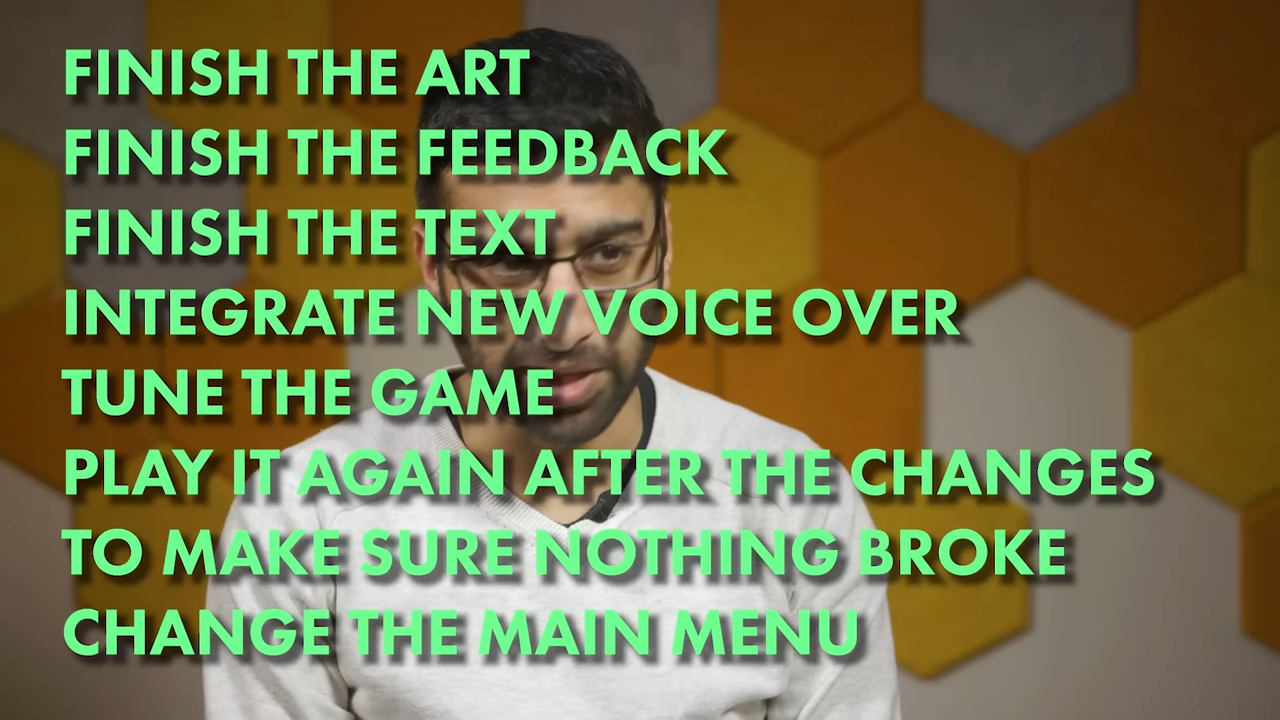 FINISH THE ART
FINISH THE FEEDBACK
FINISH THE TEXT
INTEGRATE NEW VOICE OVER
TUNE THE GAME
PLAY IT AGAIN AFTER THE CHANGES
TO MAKE SURE NOTHING BROKE
CHANGE THE MAIN MENU